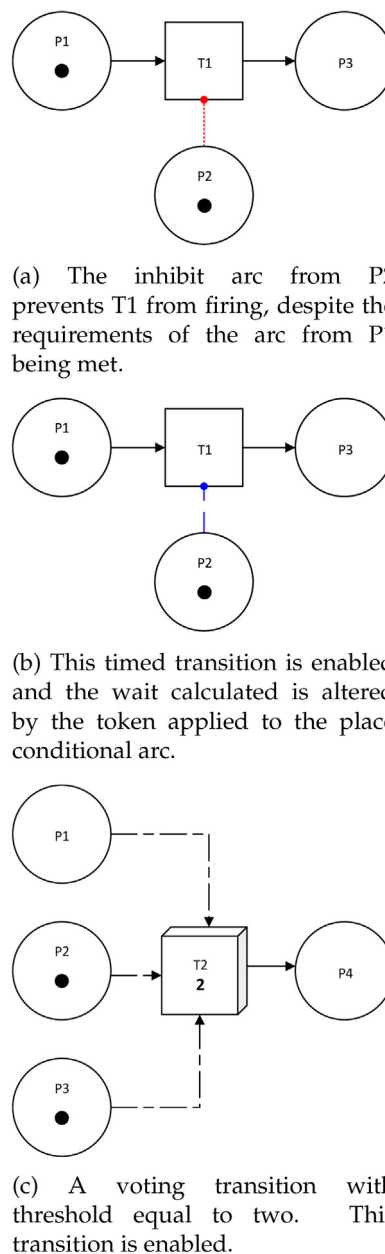 P1
T1
P3
P2
(a) The inhibit arc from P2
prevents T1 from firing, despite the
requirements of the arc from P1
being met.
P1
T1
P3
P2
(b) This timed transition is enabled
and the wait calculated is altered
by the token applied to the place
conditional arc.
P1
P2
T2
2
P4
P3
(c) A voting transition with
threshold equal to two. This
transition is enabled.